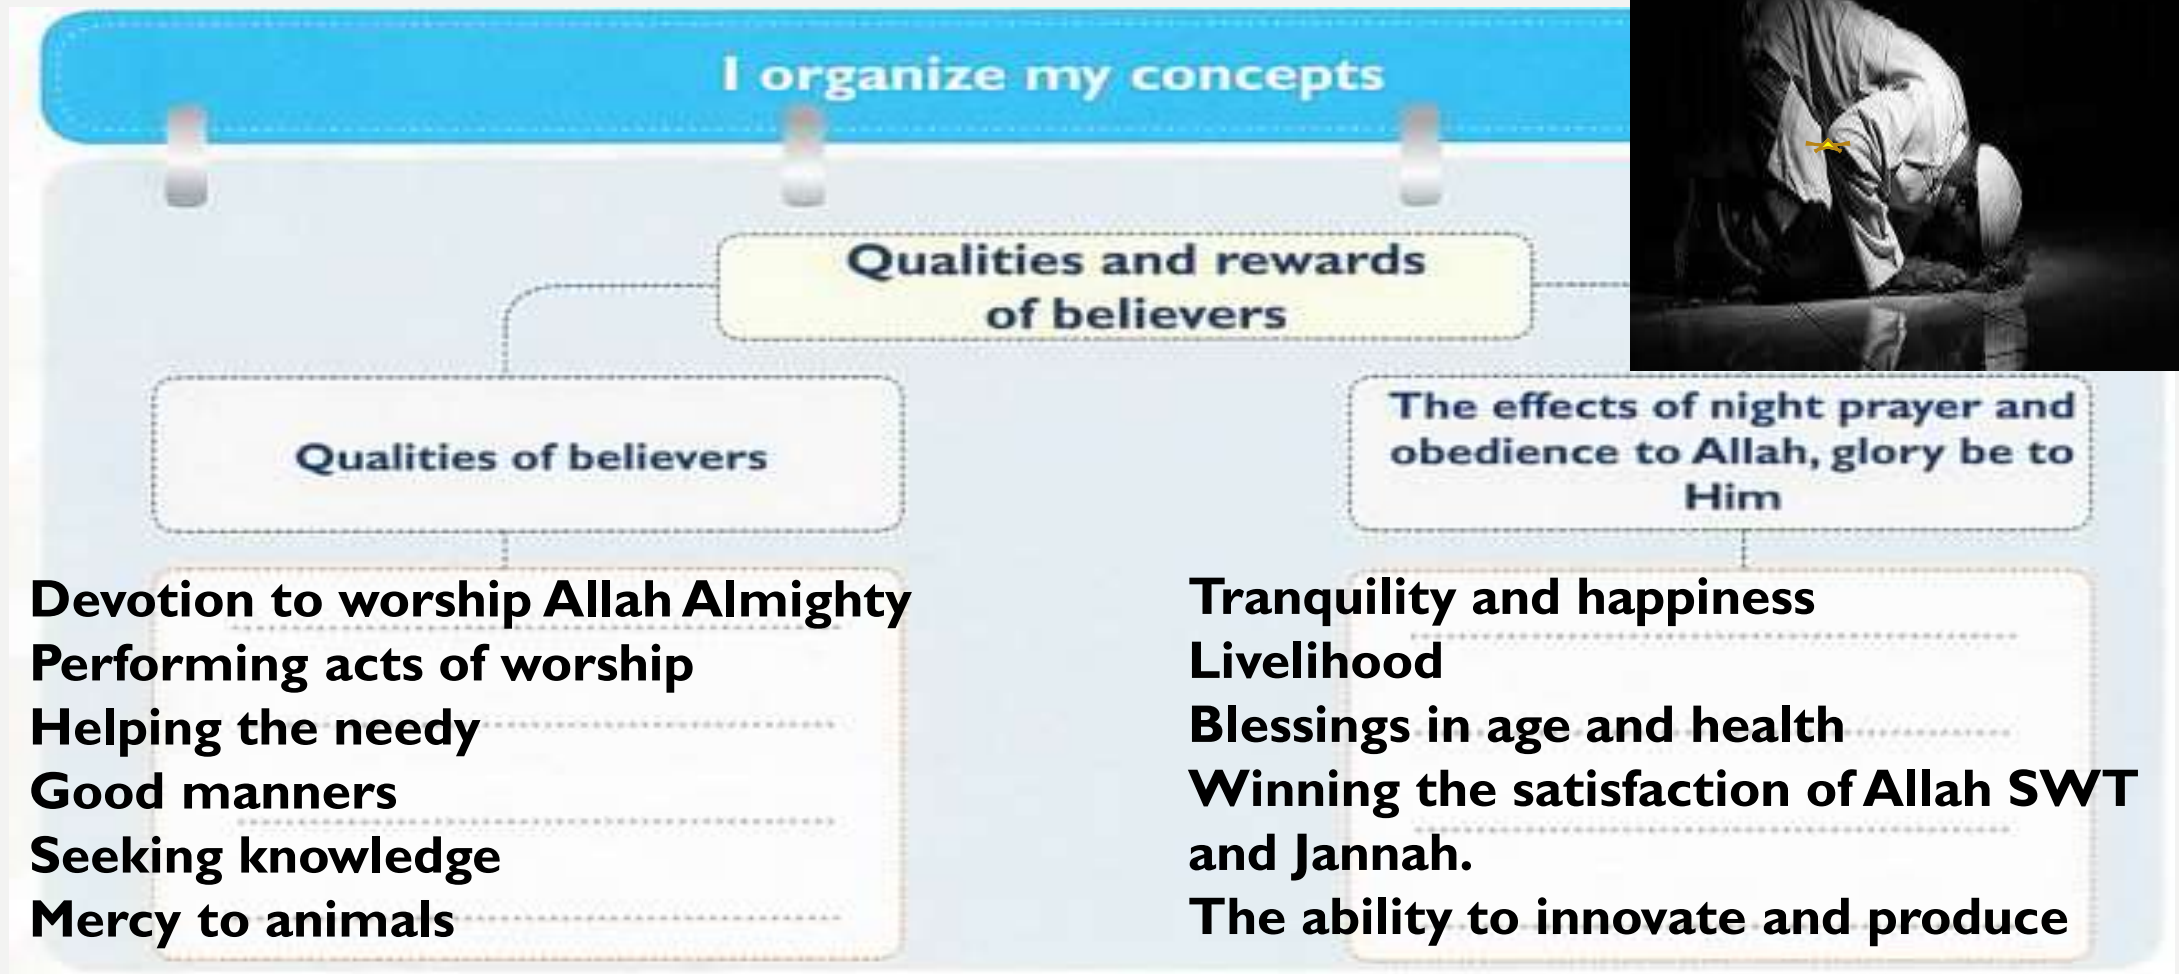 I organize my concepts
Qualities and rewards
of believers
Qualities of believers
The effects of night prayer and
obedience to Allah, glory be to
Him
Devotion to worship Allah Almighty
Performing acts of worship
Helping the needy
Good manners
Seeking knowledge
Mercy to animals
Tranquility and happiness
Livelihood
Blessings in age and health
Winning the satisfaction of Allah SWT
and Jannah.
The ability to innovate and produce